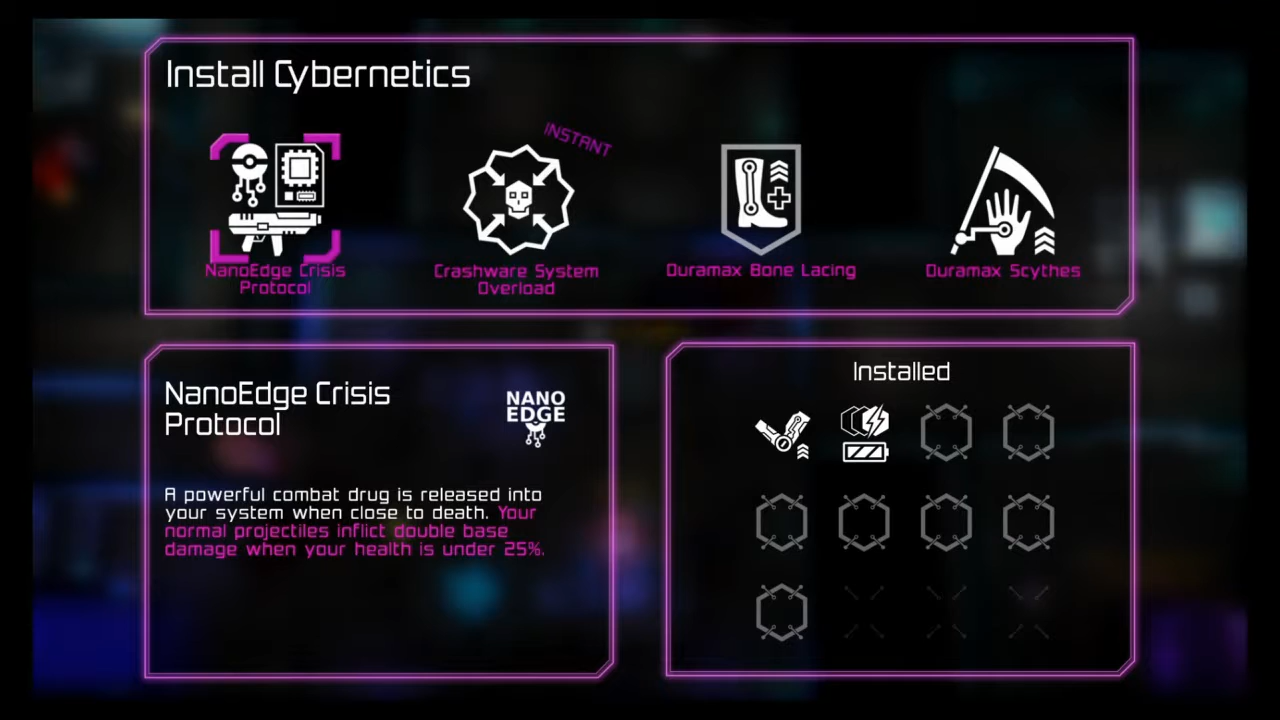 Install Cybernetics
INSTANT
NanoEdge Crisis
Protocol
Crashware System
Overload
Duramax Bone Lacing
Duramax Scythes
NanoEdge Crisis
Protocol
NANO
EDGE
A powerful combat drug is released into
your system when close to death. Your
normal projectiles inflict double base
damage when your health is under 25%.
Installed